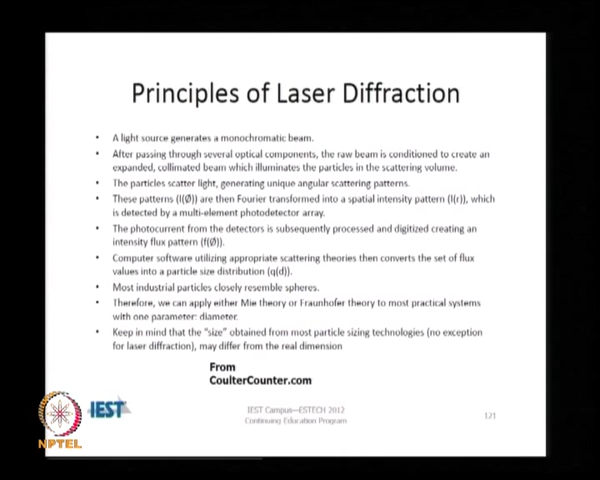 Principles of Laser Diffraction
• A light source generates a monochromatic beam.
• After passing through several optical components, the raw beam is conditioned to create an
expanded, collimated beam which illuminates the particles in the scattering volume.
• The particles scatter light, generating unique angular scattering patterns.
• These patterns (I(Ø)) are then Fourier transformed into a spatial intensity pattern (I(r)), which
is detected by a multi-element photodetector array.
• The photocurrent from the detectors is subsequently processed and digitized creating an
intensity flux pattern (f(Ø)).
• Computer software utilizing appropriate scattering theories then converts the set of flux
values into a particle size distribution (q(d)).
• Most industrial particles closely resemble spheres.
• Therefore, we can apply either Mie theory or Fraunhofer theory to most practical systems
with one parameter: diameter.
• Keep in mind that the "size" obtained from most particle sizing technologies (no exception
for laser diffraction), may differ from the real dimension
From
CoulterCounter.com
IEST
NPTEL
IEST Campus—ESTECH 2012
Continuing Education Program
121